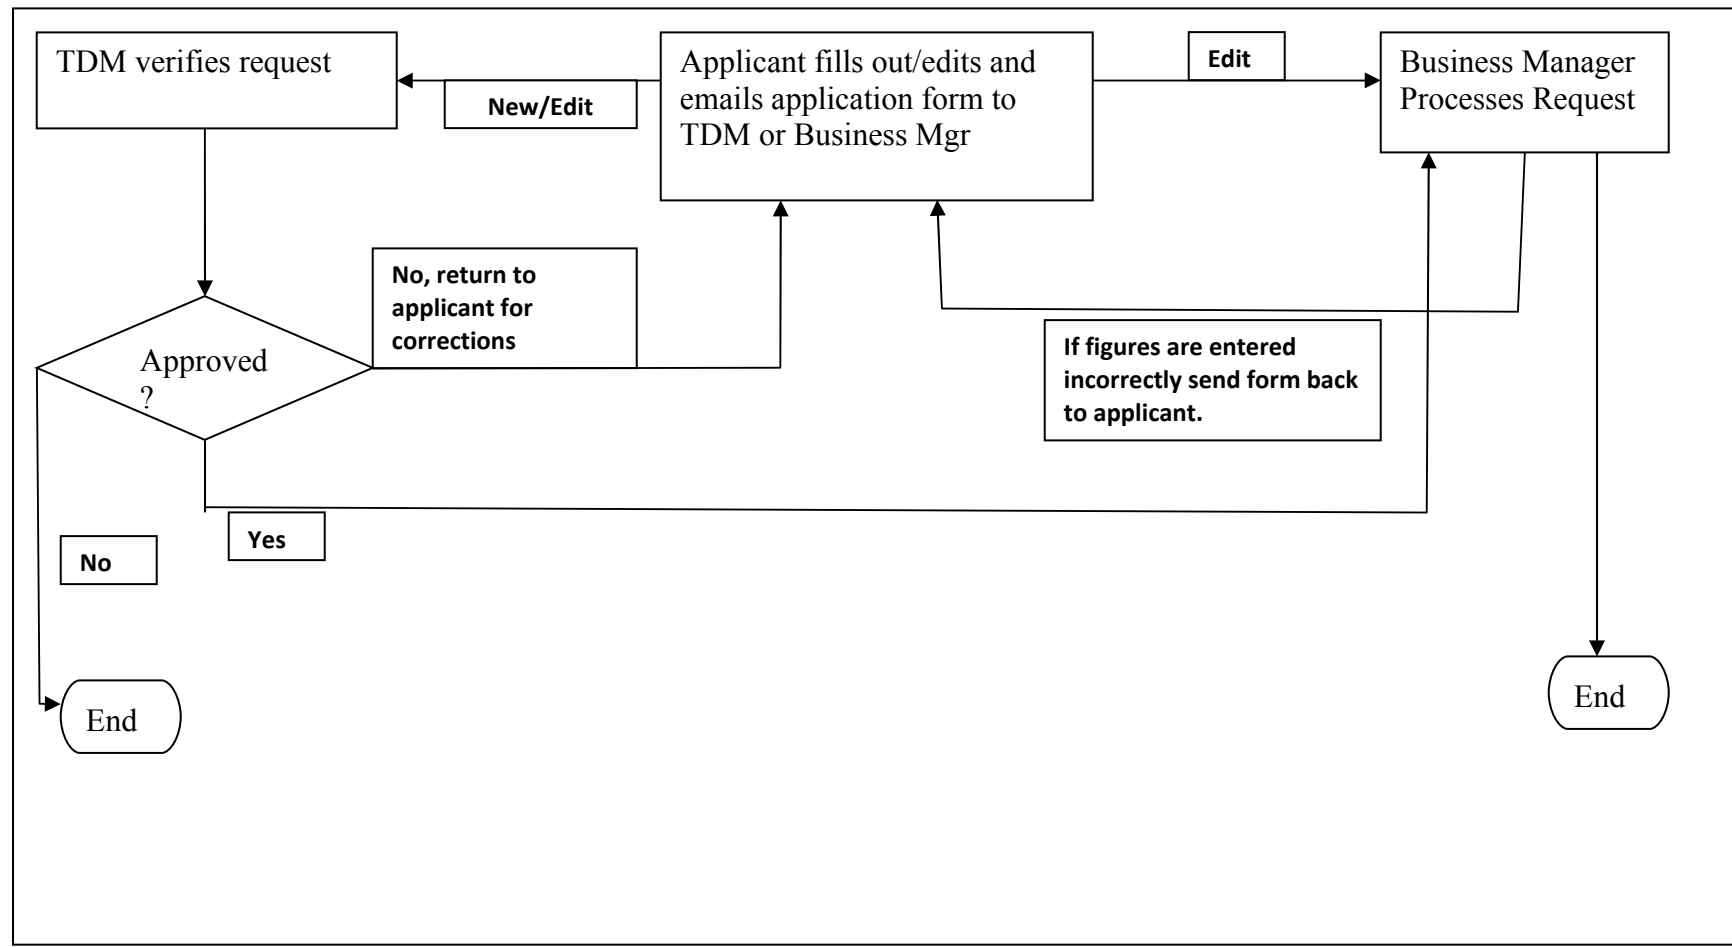 TDM verifies request
New/Edit
Applicant fills out/edits and
emails application form to
TDM or Business Mgr
Edit
Business Manager
Processes Request
No, return to
applicant for
corrections
Approved
?
If figures are entered
incorrectly send form back
to applicant.
Yes
No
End
End